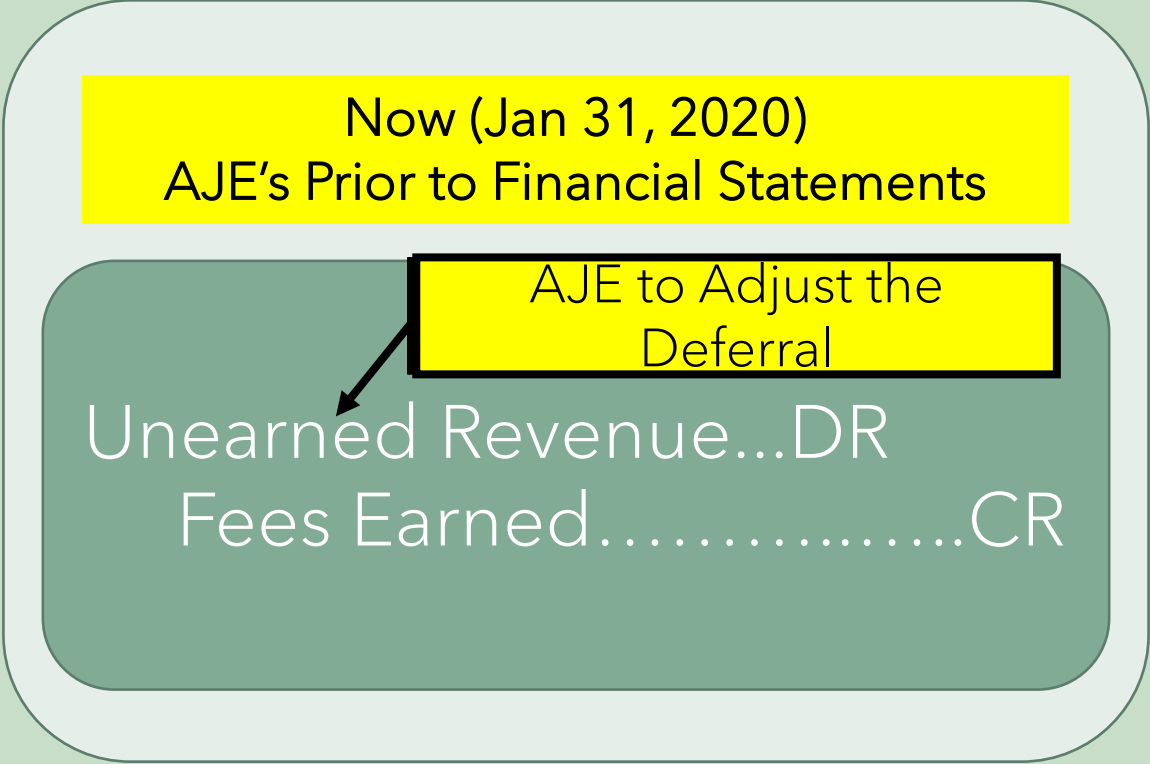 Now (Jan 31, 2020)
AJE’s Prior to Financial Statements
AJE to Adjust the
Deferral
Unearned Revenue...DR
Fees Earned………..…..CR